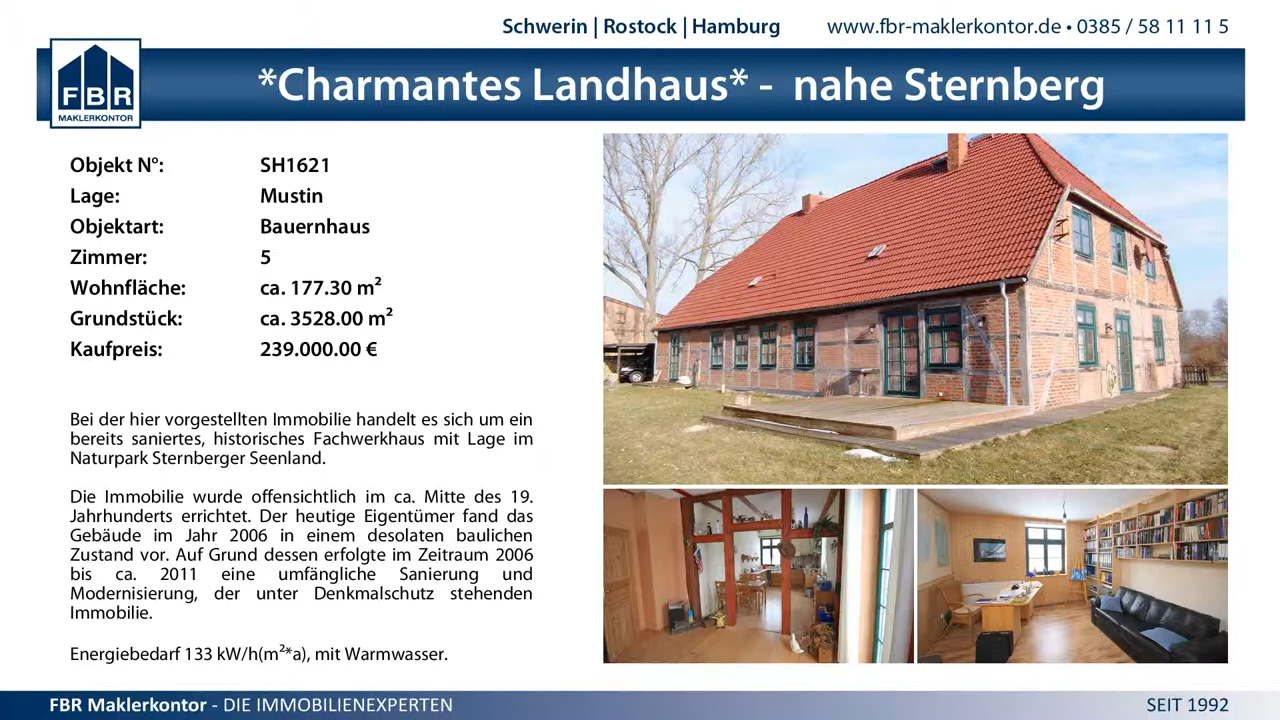 Schwerin | Rostock | Hamburg www.fbr-maklerkontor.de • 0385 / 58 11 11 5
FBR
MAKLERKONTOR
*Charmantes Landhaus* - nahe Sternberg
Objekt N°: SH1621
Lage: Mustin
Objektart: Bauernhaus
Zimmer: 5
Wohnfläche: ca. 177.30 m²
Grundstück: ca. 3528.00 m²
Kaufpreis: 239.000.00 €
Bei der hier vorgestellten Immobilie handelt es sich um ein
bereits saniertes, historisches Fachwerkhaus mit Lage im
Naturpark Sternberger Seenland.
Die Immobilie wurde offensichtlich im ca. Mitte des 19.
Jahrhunderts errichtet. Der heutige Eigentümer fand das
Gebäude im Jahr 2006 in einem desolaten baulichen
Zustand vor. Auf Grund dessen erfolgte im Zeitraum 2006
bis ca. 2011 eine umfängliche Sanierung und
Modernisierung, der unter Denkmalschutz stehenden
Immobilie.
Energiebedarf 133 kW/h(m²*a), mit Warmwasser.
FBR Maklerkontor - DIE IMMOBILIENEXPERTEN SEIT 1992